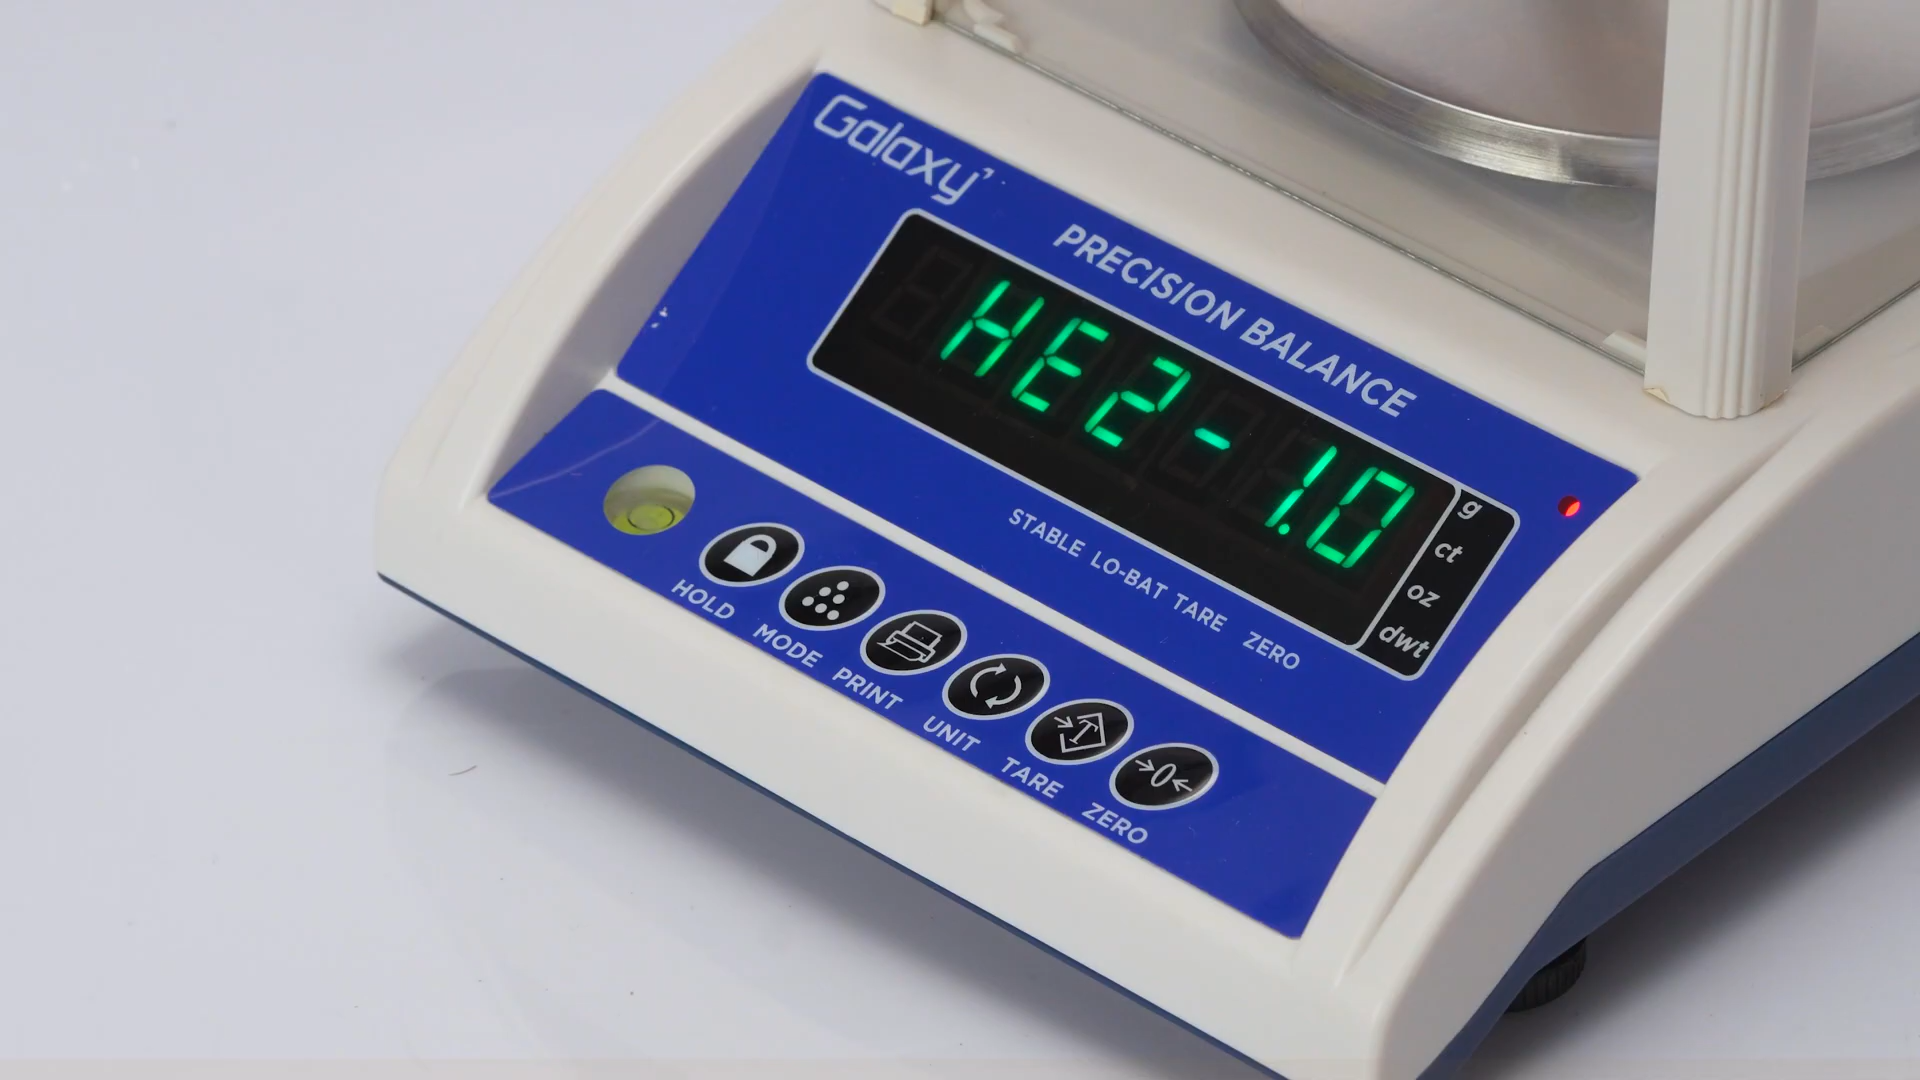 Galaxy
PRECISION BALANCE
HE2-1.0
g
ct
oz
dwt
STABLE LO-BAT TARE ZERO
HOLD MODE PRINT UNIT TARE ZERO
T
→0←